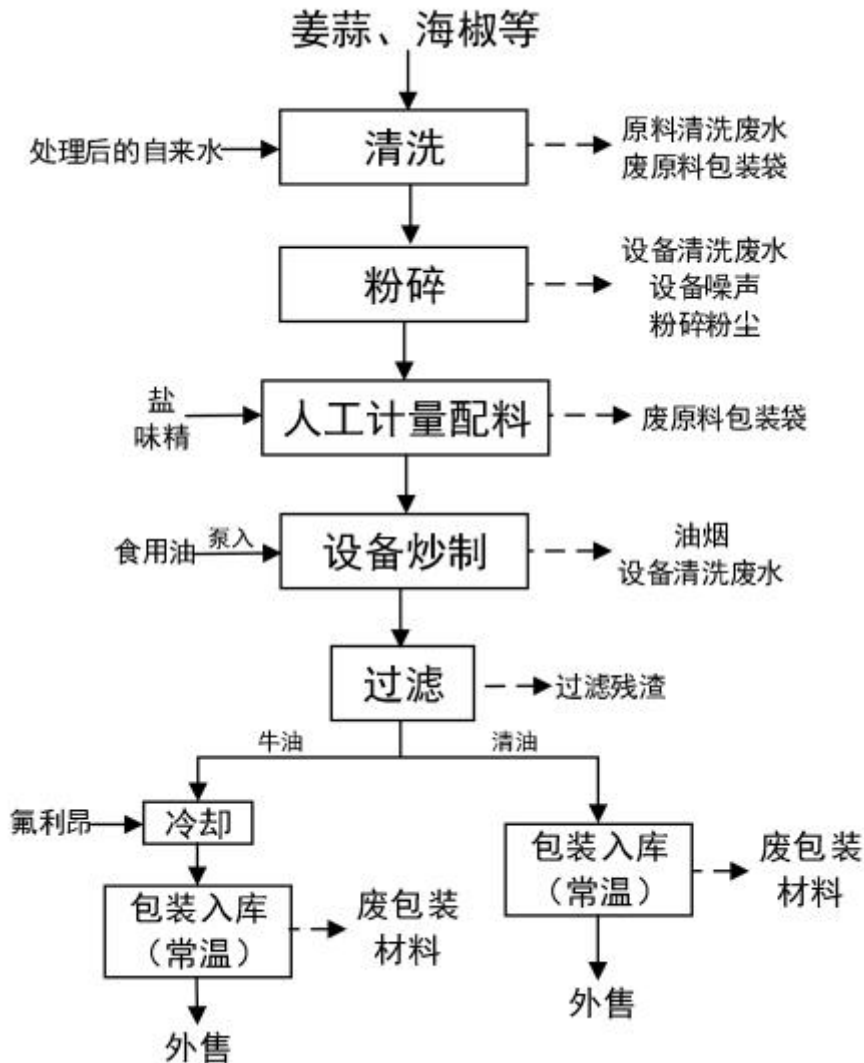 姜蒜、海椒等
处理后的自来水
清洗
原料清洗废水
废原料包装袋
粉碎
设备清洗废水
设备噪声
粉碎粉尘
盐
味精
人工计量配料
废原料包装袋
食用油
泵入
设备炒制
油烟
设备清洗废水
过滤
过滤残渣
牛油
清油
氟利昂
冷却
包装入库
（常温）
废包装
材料
包装入库
（常温）
废包装
材料
外售
外售